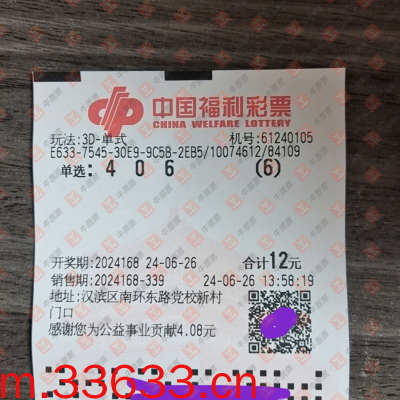 中国福利彩票
CHINA WELFARE LOTTERY
玩法:3D-单式 机号:61240105
E633-7545-30E9-9C5B-2EB5/10074612/84109
单选: 4 0 6 (6)
开奖期:2024168 24-06-26 合计12元
销售期:2024168-339 24-06-26 13:58:19
地址:汉滨区南环东路党校新村
门口
感谢您为公益事业贡献4.08元
m.33633.cn